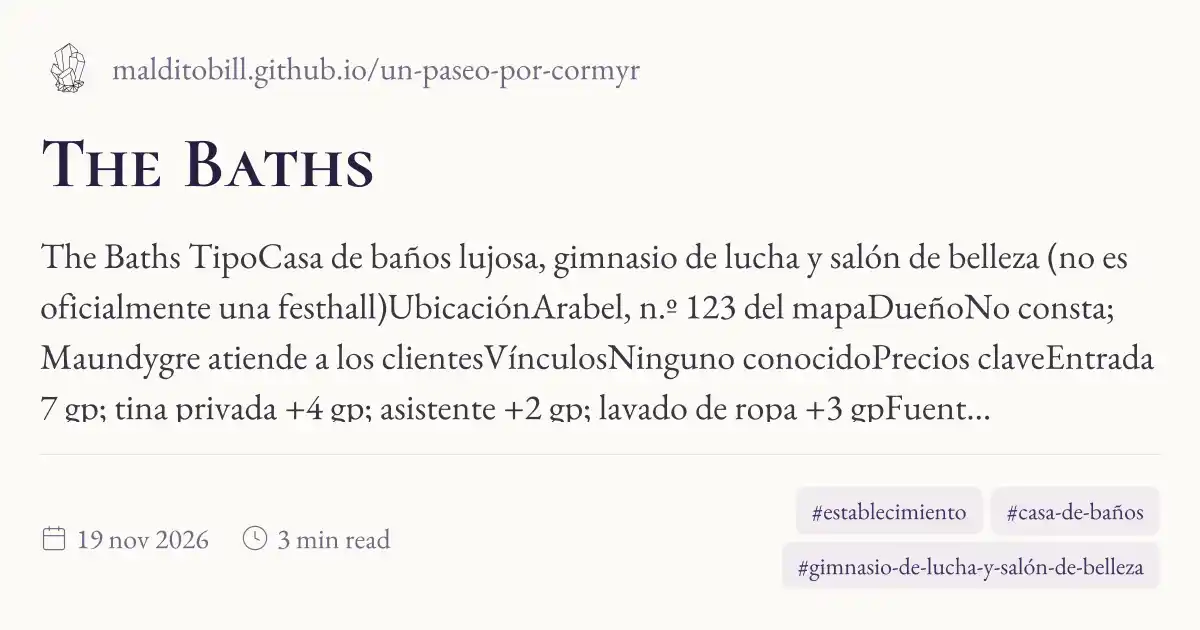 malditobill.github.io/un-paseo-por-cormyr
The Baths
The Baths TipoCasa de baños lujosa, gimnasio de lucha y salón de belleza (no es
oficialmente una festhall)UbicaciónArabel, n.º 123 del mapaDueñoNo consta;
Maundygre atiende a los clientesVínculosNinguno conocidoPrecios claveEntrada
7 gp; tina privada +4 gp; asistente +2 gp; lavado de ropa +3 gpFuent...
19 nov 2026 3 min read
#establecimiento #casa-de-baños
#gimnasio-de-lucha-y-salón-de-belleza